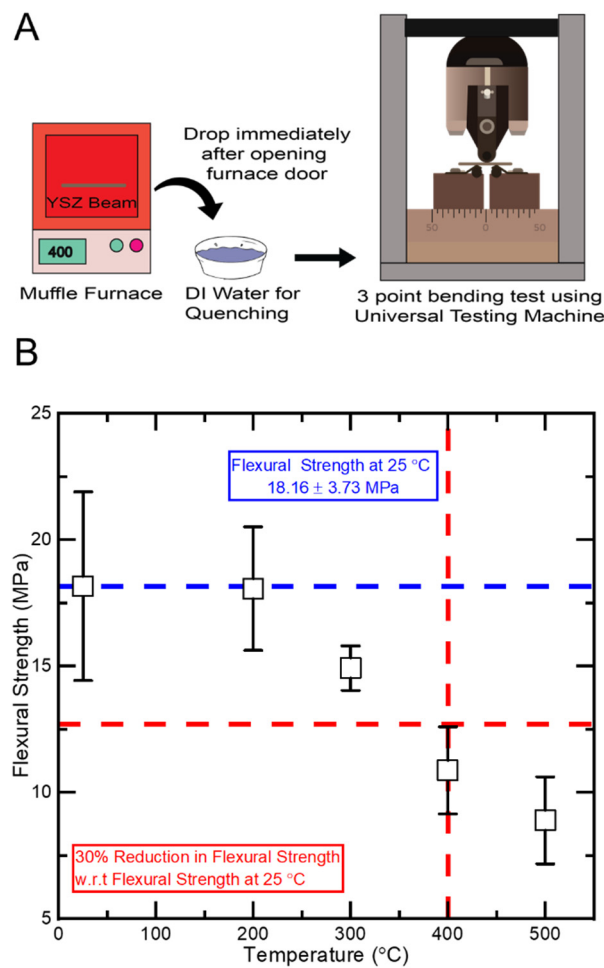 A
Drop immediately
after opening
furnace door
YSZ Beam
400
50 0 50
Muffle Furnace
DI Water for
Quenching
3 point bending test using
Universal Testing Machine
B
25
20
15
10
5
Flexural Strength (MPa)
Flexural Strength at 25 °C
18.16 ± 3.73 MPa
30% Reduction in Flexural Strength
w.r.t Flexural Strength at 25 °C
0 100 200 300 400 500
Temperature (°C)